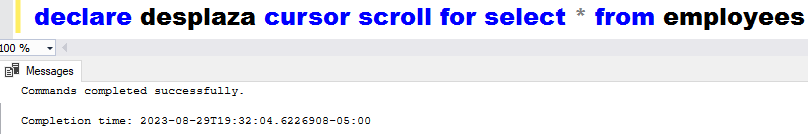 declare desplaza cursor scroll for select * from employees
100 %
Messages
Commands completed successfully.
Completion time: 2023-08-29T19:32:04.6226908-05:00